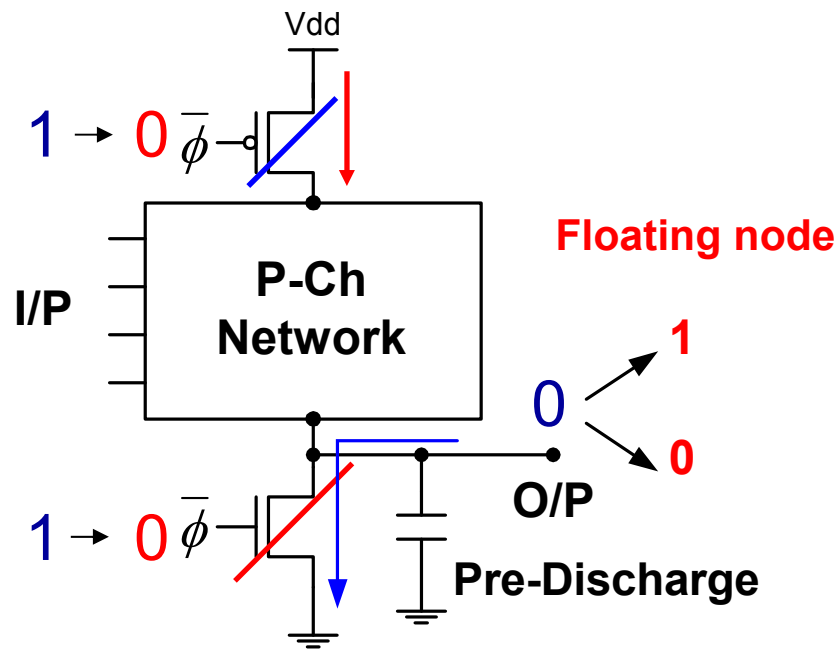 Vdd
1 → 0 φ̅
P-Ch
Network
I/P
Floating node
1
0
0
O/P
1 → 0 φ̅
Pre-Discharge